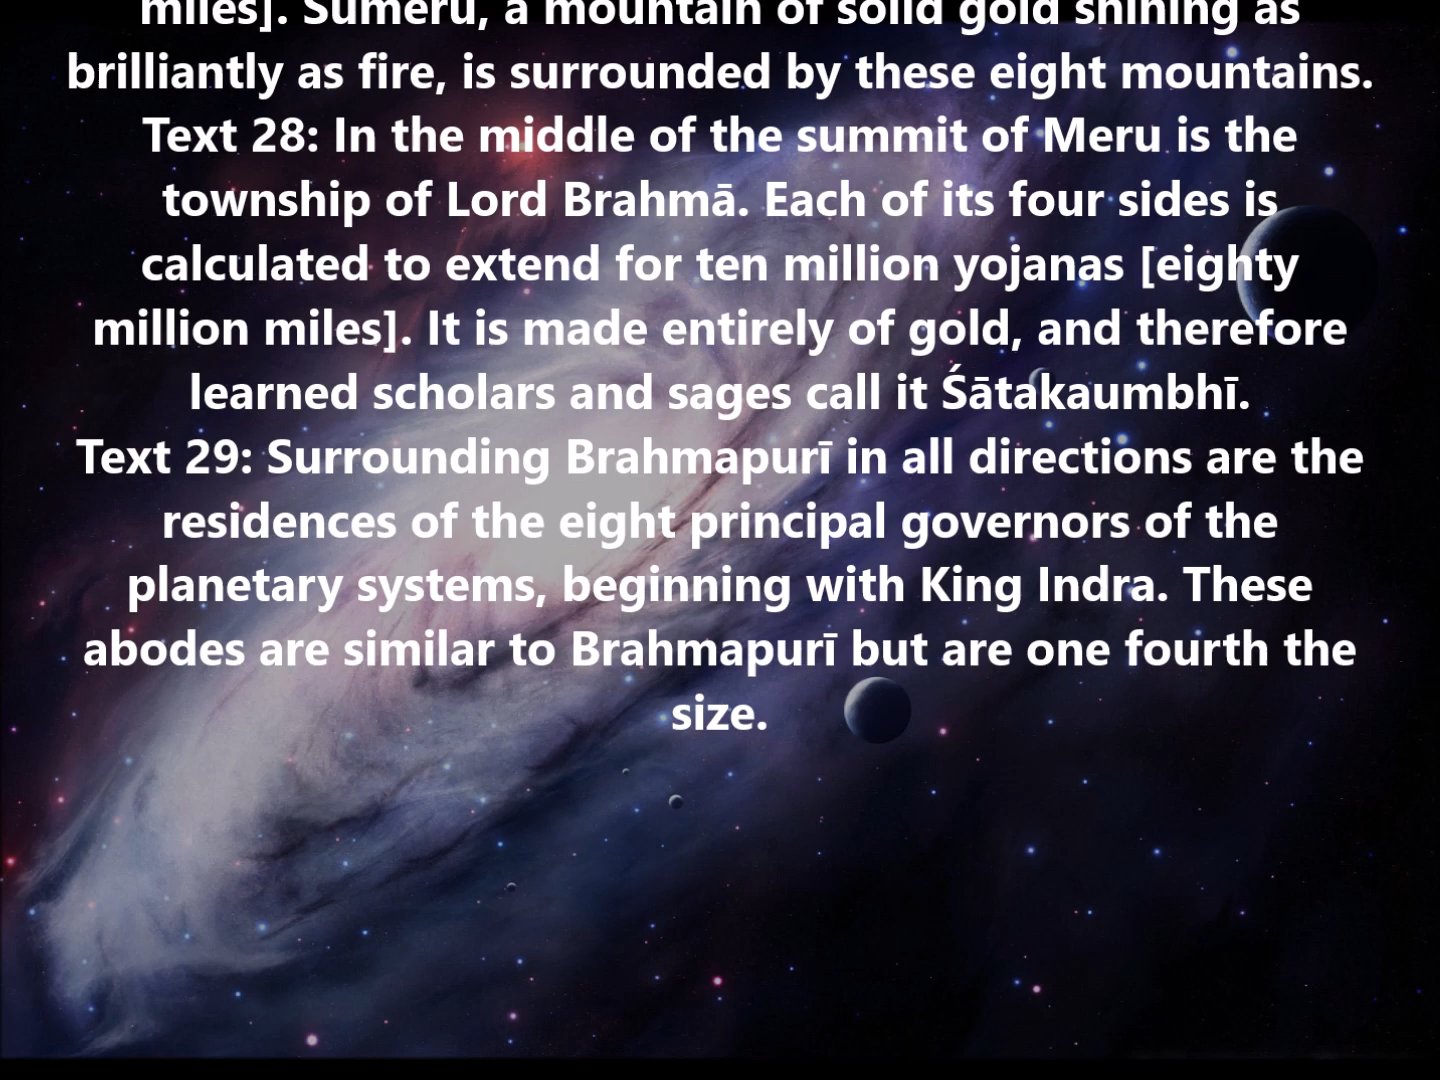 miles]. Sumeru, a mountain of solid gold shining as
brilliantly as fire, is surrounded by these eight mountains.
Text 28: In the middle of the summit of Meru is the
township of Lord Brahmā. Each of its four sides is
calculated to extend for ten million yojanas [eighty
million miles]. It is made entirely of gold, and therefore
learned scholars and sages call it Śātakaumbhī.
Text 29: Surrounding Brahmapurī in all directions are the
residences of the eight principal governors of the
planetary systems, beginning with King Indra. These
abodes are similar to Brahmapurī but are one fourth the
size.